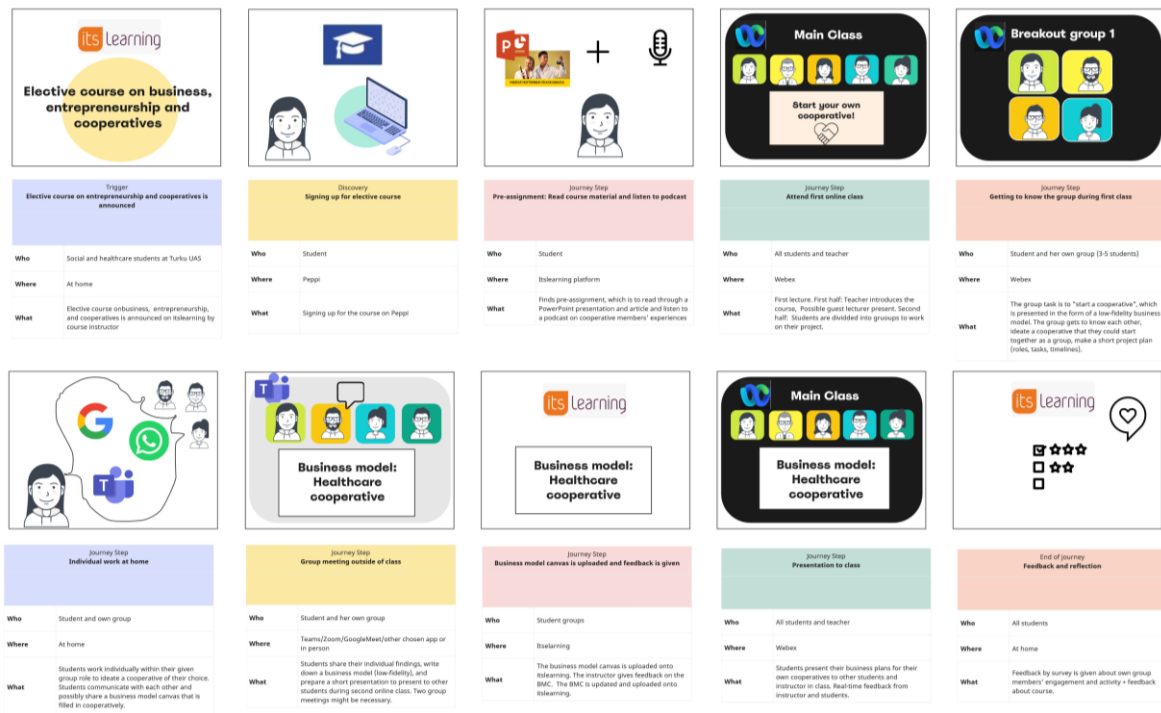 its Learning
Elective course on business,
entrepreneurship and
cooperatives
P
+
Main Class
Start your own
cooperative!
Breakout group 1
Trigger
Elective course on entrepreneurship and cooperatives is
announced
Who
Social and healthcare students at Turku UAS
Where
At home
What
Elective course onbusiness, entrepreneurship,
and cooperatives is announced on itslearning by
course instructor
Discovery
Signing up for elective course
Who
Student
Where
Peppi
What
Signing up for the course on Peppi
Journey Step
Pre-assignment: Read course material and listen to podcast
Who
Student
Where
Itslearning platform
What
Finds pre-assignment, which is to read through a
PowerPoint presentation and article and listen to
a podcast on cooperative members' experiences
Journey Step
Attend first online class
Who
All students and teacher
Where
Webex
What
First lecture. First half: Teacher introduces the
course, Possible guest lecturer present. Second
half: Students are divided into gruoups to work
on their project.
Journey Step
Getting to know the group during first class
Who
Student and her own group (3-5 students)
Where
Webex
What
The group task is to "start a cooperative", which
is presented in the form of a low-fidelity business
model. The group gets to know each other,
ideate a cooperative that they could start
together as a group, make a short project plan
(roles, tasks, timelines).
G
T
T
Business model:
Healthcare
cooperative
its Learning
Business model:
Healthcare
cooperative
Main Class
Business model:
Healthcare
cooperative
its Learning
Journey Step
Individual work at home
Who
Student and own group
Where
At home
What
Students work individually within their given
group role to ideate a cooperative of their choice.
Students communicate with each other and
possibly share a business model canvas that is
filled in cooperatively.
Journey Step
Group meeting outside of class
Who
Student and her own group
Where
Teams/Zoom/GoogleMeet/other chosen app or
in person
What
Students share their individual findings, write
down a business model (low-fidelity), and
prepare a short presentation to present to other
students during second online class. Two group
meetings might be necessary.
Journey Step
Business model canvas is uploaded and feedback is given
Who
Student groups
Where
Itselarning
What
The business model canvas is uploaded onto
itslearning. The instructor gives feedback on the
BMC. The BMC is updated and uploaded onto
itslearning.
Journey Step
Presentation to class
Who
All students and teacher
Where
Webex
What
Students present their business plans for their
own cooperatives to other students and
instructor in class. Real-time feedback from
instructor and students.
End of Journey
Feedback and reflection
Who
All students
Where
At home
What
Feedback by survey is given about own group
members' engagement and activity + feedback
about course.